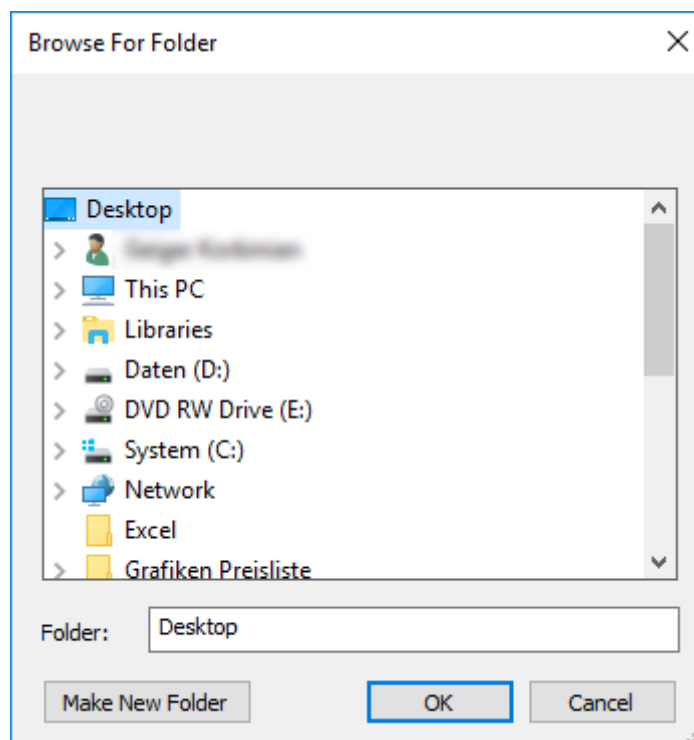 Browse For Folder
Desktop
This PC
Libraries
Daten (D:)
DVD RW Drive (E:)
System (C:)
Network
Excel
Grafiken Preisliste
Folder:
Desktop
Make New Folder
OK
Cancel